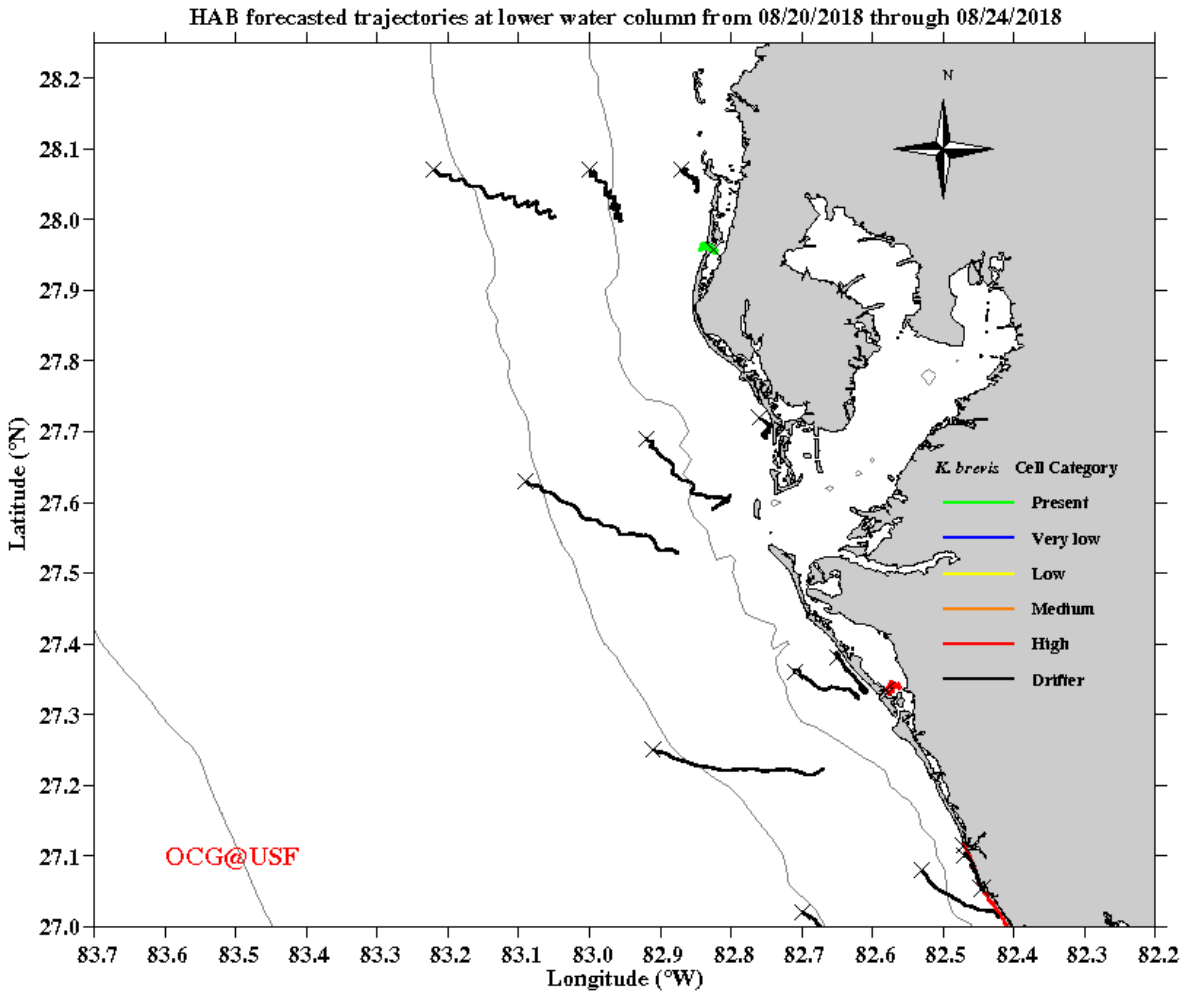 HAB forecasted trajectories at lower water column from 08/20/2018 through 08/24/2018
N
28.2
28.1
28.0
27.9
27.8
27.7
27.6
27.5
27.4
27.3
27.2
27.1
27.0
Latitude (°N)
K. brevis Cell Category
Present
Very low
Low
Medium
High
Drifter
OCG@USF
83.7 83.6 83.5 83.4 83.3 83.2 83.1 83.0 82.9 82.8 82.7 82.6 82.5 82.4 82.3 82.2
Longitude (°W)